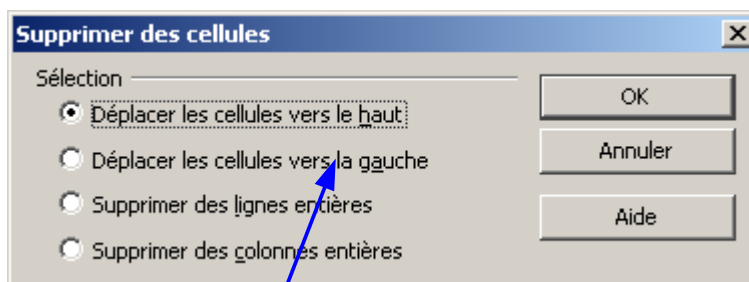 Supprimer des cellules
Sélection
Déplacer les cellules vers le haut
Déplacer les cellules vers la gauche
Supprimer des lignes entières
Supprimer des colonnes entières
OK
Annuler
Aide